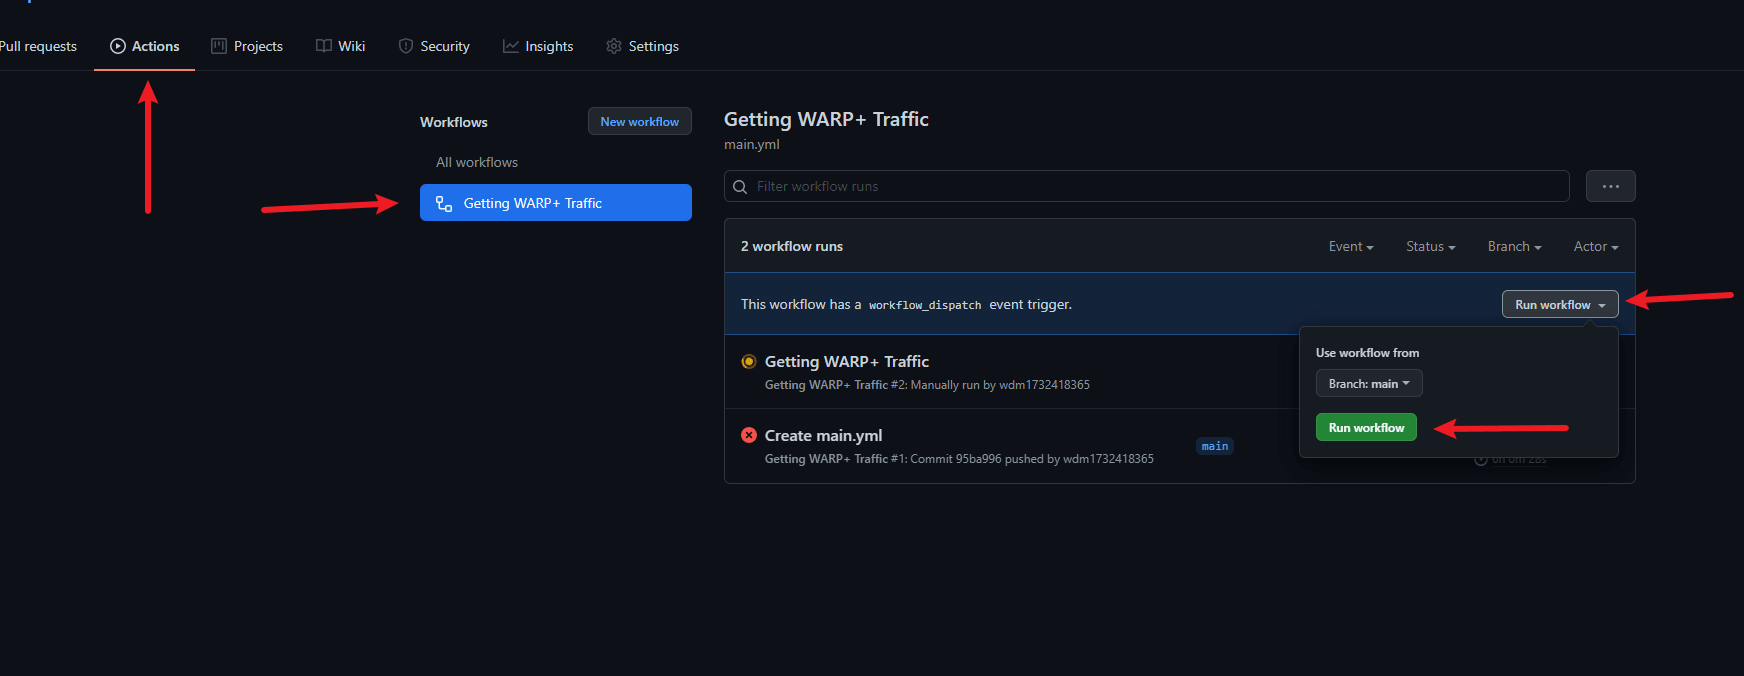 Pull requests Actions Projects Wiki Security Insights Settings
Workflows
New workflow
All workflows
Getting WARP+ Traffic
Getting WARP+ Traffic
main.yml
Filter workflow runs
2 workflow runs
Event Status Branch Actor
This workflow has a workflow_dispatch event trigger.
Run workflow
Use workflow from
Branch: main
Run workflow
Getting WARP+ Traffic
Getting WARP+ Traffic #2: Manually run by wdm1732418365
Create main.yml
Getting WARP+ Traffic #1: Commit 95ba996 pushed by wdm1732418365
main